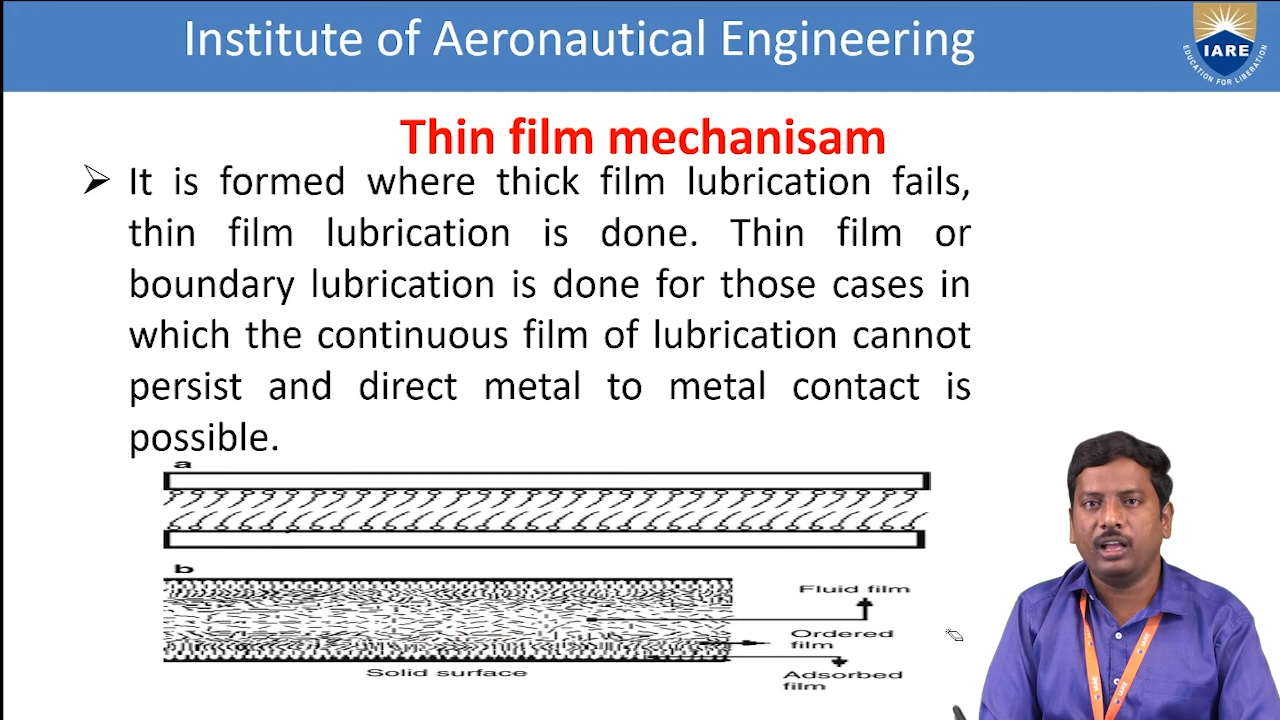 Institute of Aeronautical Engineering
IARE
EDUCATION FOR LIBERATION
Thin film mechanisam
It is formed where thick film lubrication fails,
thin film lubrication is done. Thin film or
boundary lubrication is done for those cases in
which the continuous film of lubrication cannot
persist and direct metal to metal contact is
possible.
a
b
Fluid film
Ordered
film
Adsorbed
film
Solid surface